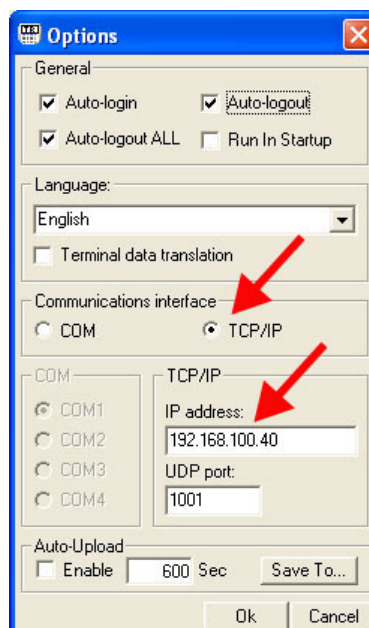 Options
General
Auto-login Auto-logout
Auto-logout ALL Run In Startup
Language:
English
Terminal data translation
Communications interface
COM TCP/IP
COM TCP/IP
COM1 IP address:
COM2 192.168.100.40
COM3 UDP port:
COM4 1001
Auto-Upload
Enable 600 Sec Save To...
Ok Cancel